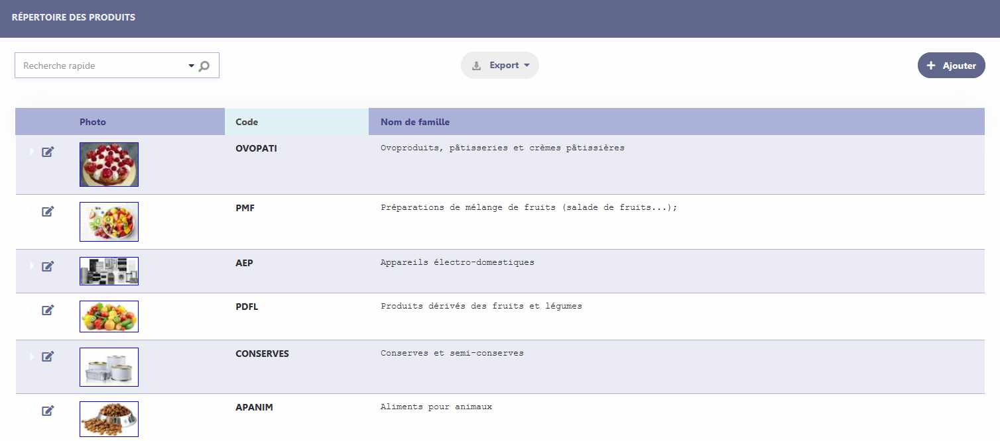 RÉPERTOIRE DES PRODUITS
Recherche rapide
Export
Ajouter
Photo Code Nom de famille
OVOPATI Ovoproduits, pâtisseries et crèmes pâtissières
PMF Préparations de mélange de fruits (salade de fruits...);
AEP Appareils électro-domestiques
PDFL Produits dérivés des fruits et légumes
CONSERVES Conserves et semi-conserves
APANIM Aliments pour animaux